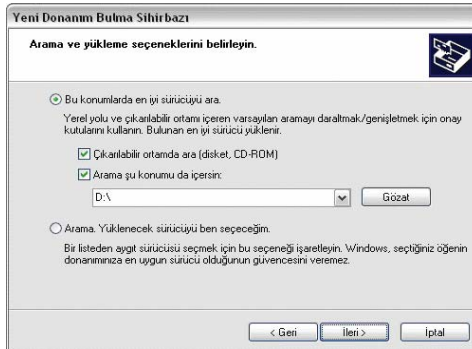 Yeni Donanım Bulma Sihirbazı
Arama ve yükleme seçeneklerini belirleyin.
Bu konumlarda en iyi sürücüyü ara.
Yerel yolu ve çıkarılabilir ortamı içeren varsayılan aramayı daraltmak/genişletmek için onay
kutularını kullanın. Bulunan en iyi sürücü yüklenir.
Çıkarılabilir ortamda ara (disket, CD-ROM)
Arama şu konumu da içersin:
D:\
Gözat
Arama. Yüklenecek sürücüyü ben seçeceğim.
Bir listeden aygıt sürücüsü seçmek için bu seçeneği işaretleyin. Windows, seçtiğiniz öğenin
donanımınıza en uygun sürücü olduğunun güvencesini veremez.
< Geri
İleri >
İptal